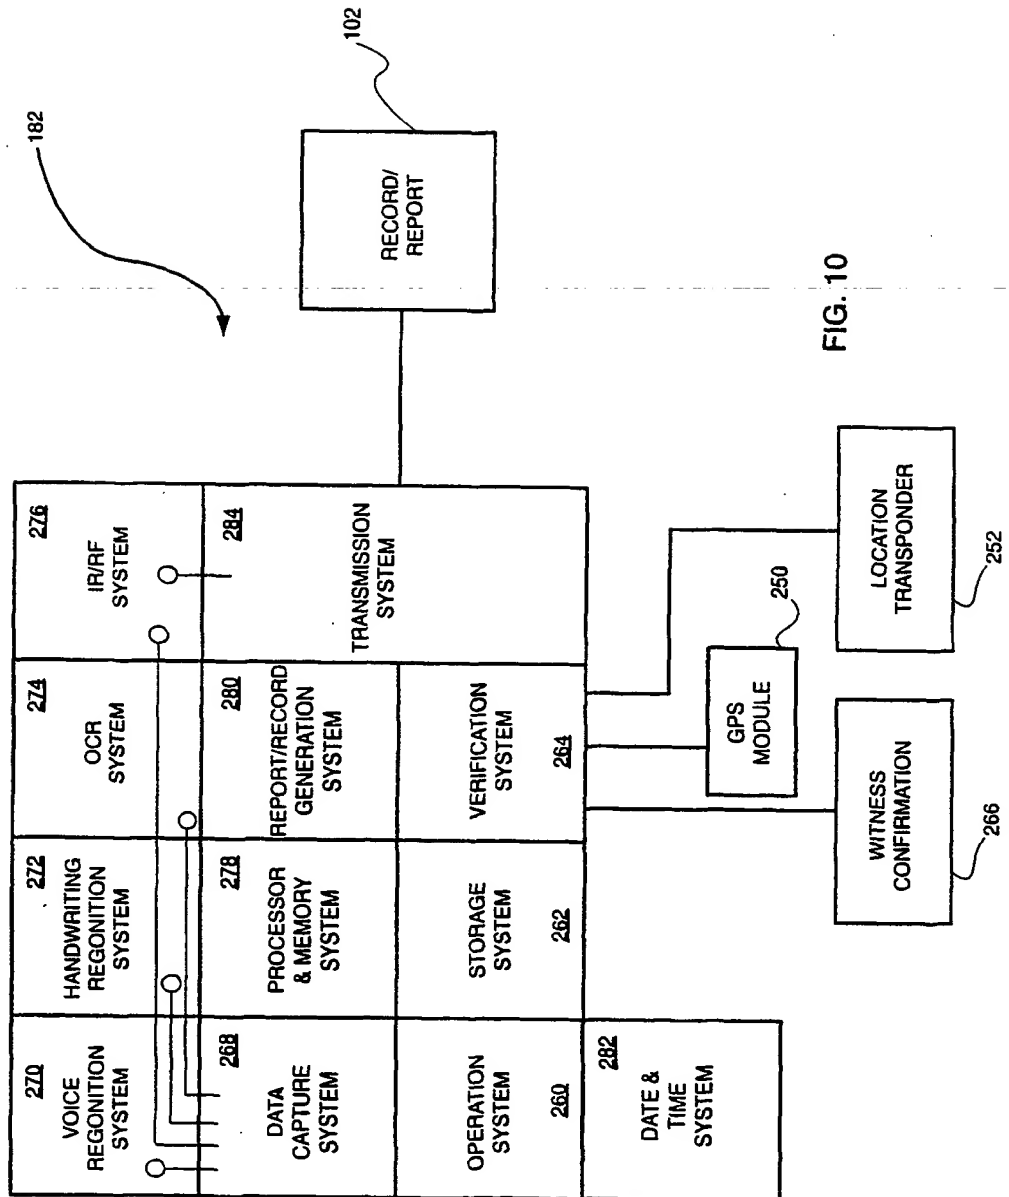 182
102
RECORD/
REPORT
270
VOICE
REGONITION
SYSTEM
272
HANDWRITING
REGONITION
SYSTEM
274
OCR
SYSTEM
276
IR/RF
SYSTEM
268
DATA
CAPTURE
SYSTEM
278
PROCESSOR
& MEMORY
SYSTEM
280
REPORT/RECORD
GENERATION
SYSTEM
284
TRANSMISSION
SYSTEM
OPERATION
SYSTEM
260
STORAGE
SYSTEM
262
VERIFICATION
SYSTEM
264
282
DATE &
TIME
SYSTEM
WITNESS
CONFIRMATION
266
GPS
MODULE
250
LOCATION
TRANSPONDER
252
FIG. 10